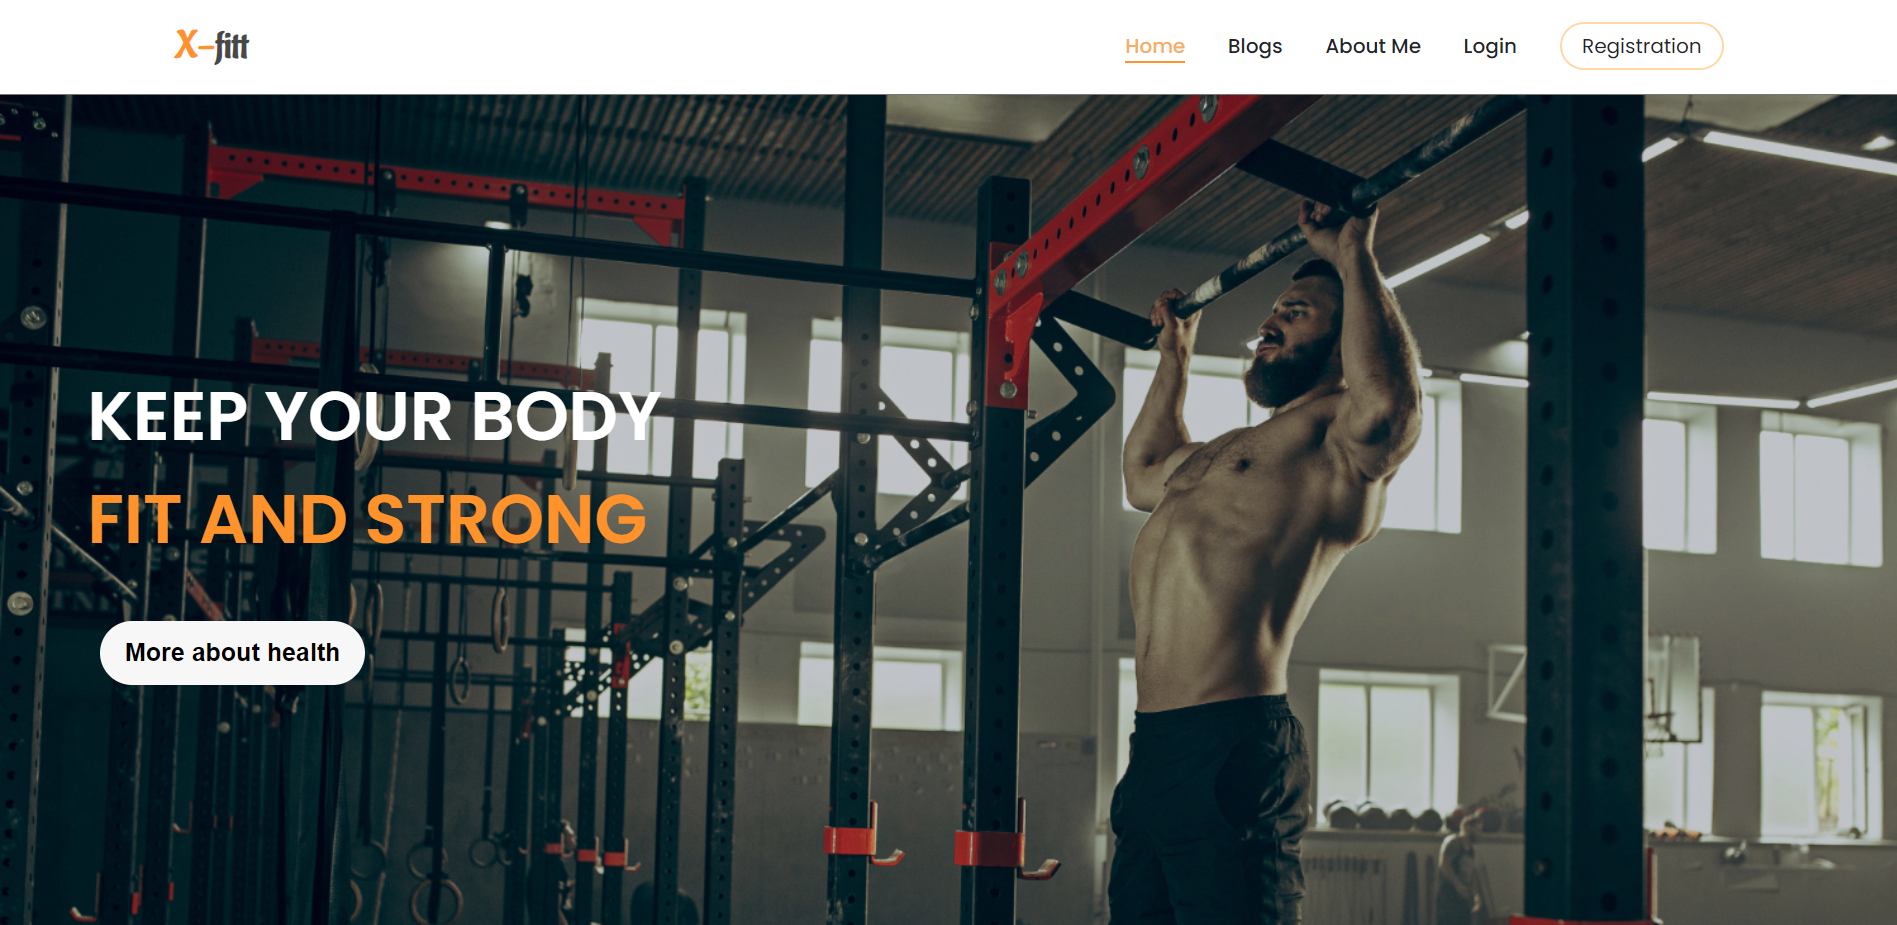 X-fitt
Home
Blogs
About Me
Login
Registration
KEEP YOUR BODY
FIT AND STRONG
More about health